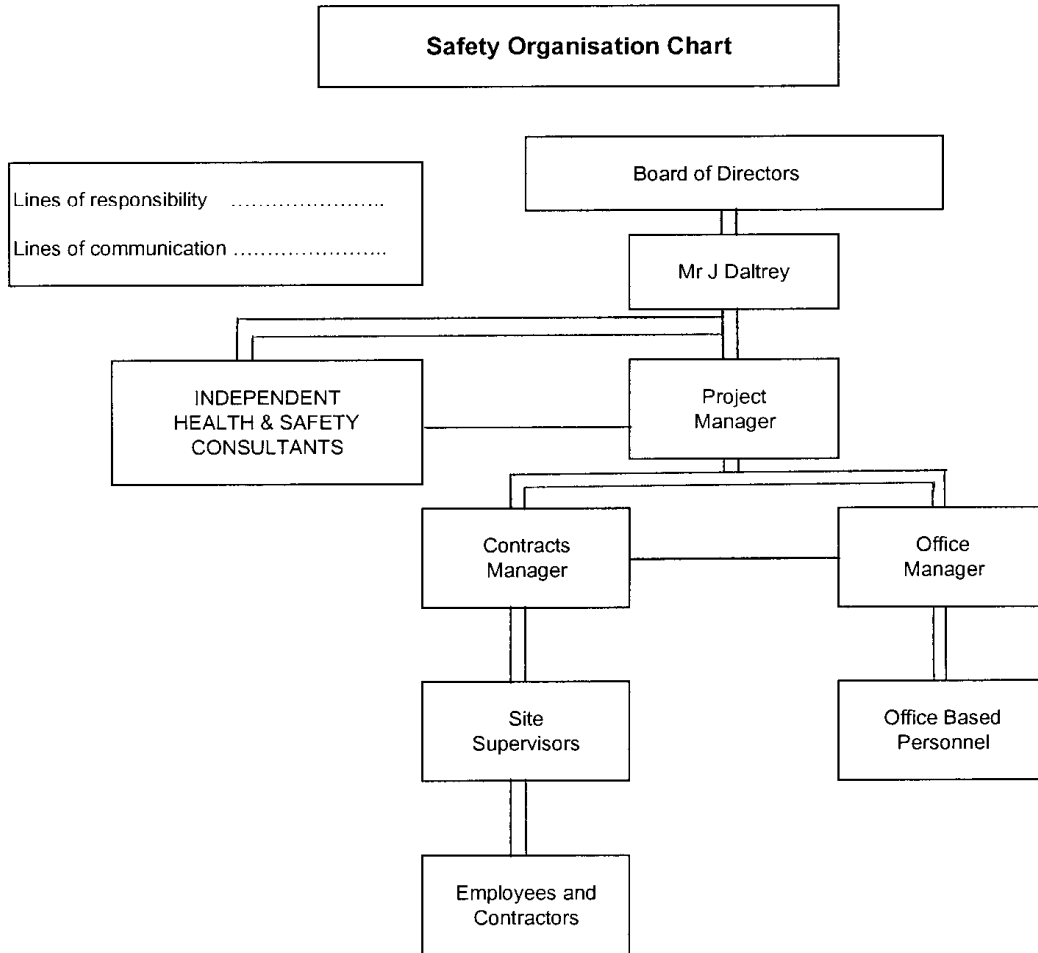 Safety Organisation Chart
Board of Directors
Lines of responsibility ........................
Lines of communication ........................
Mr J Daltrey
INDEPENDENT
HEALTH & SAFETY
CONSULTANTS
Project
Manager
Contracts
Manager
Office
Manager
Site
Supervisors
Office Based
Personnel
Employees and
Contractors